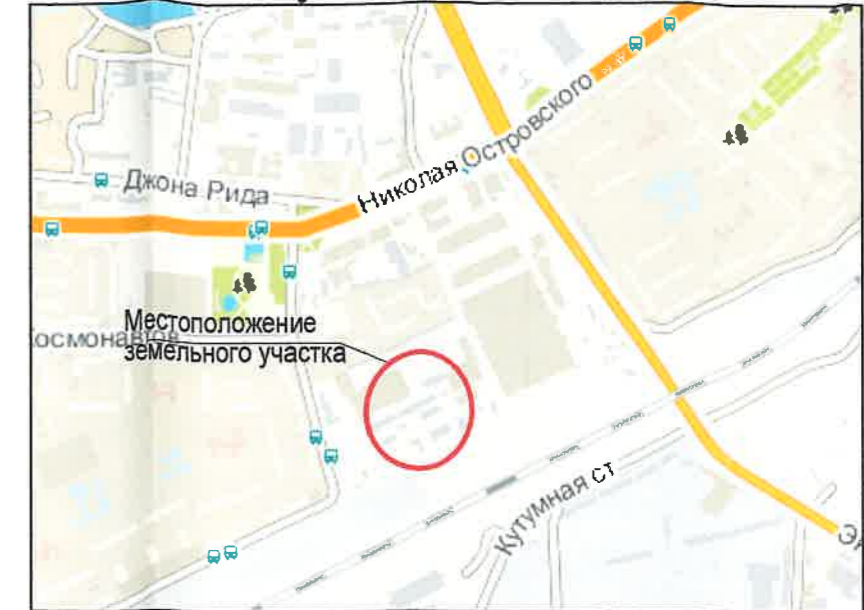 Николая Островского
Джона Рида
Местоположение
Космонавтов
земельного участка
Кутумная ст